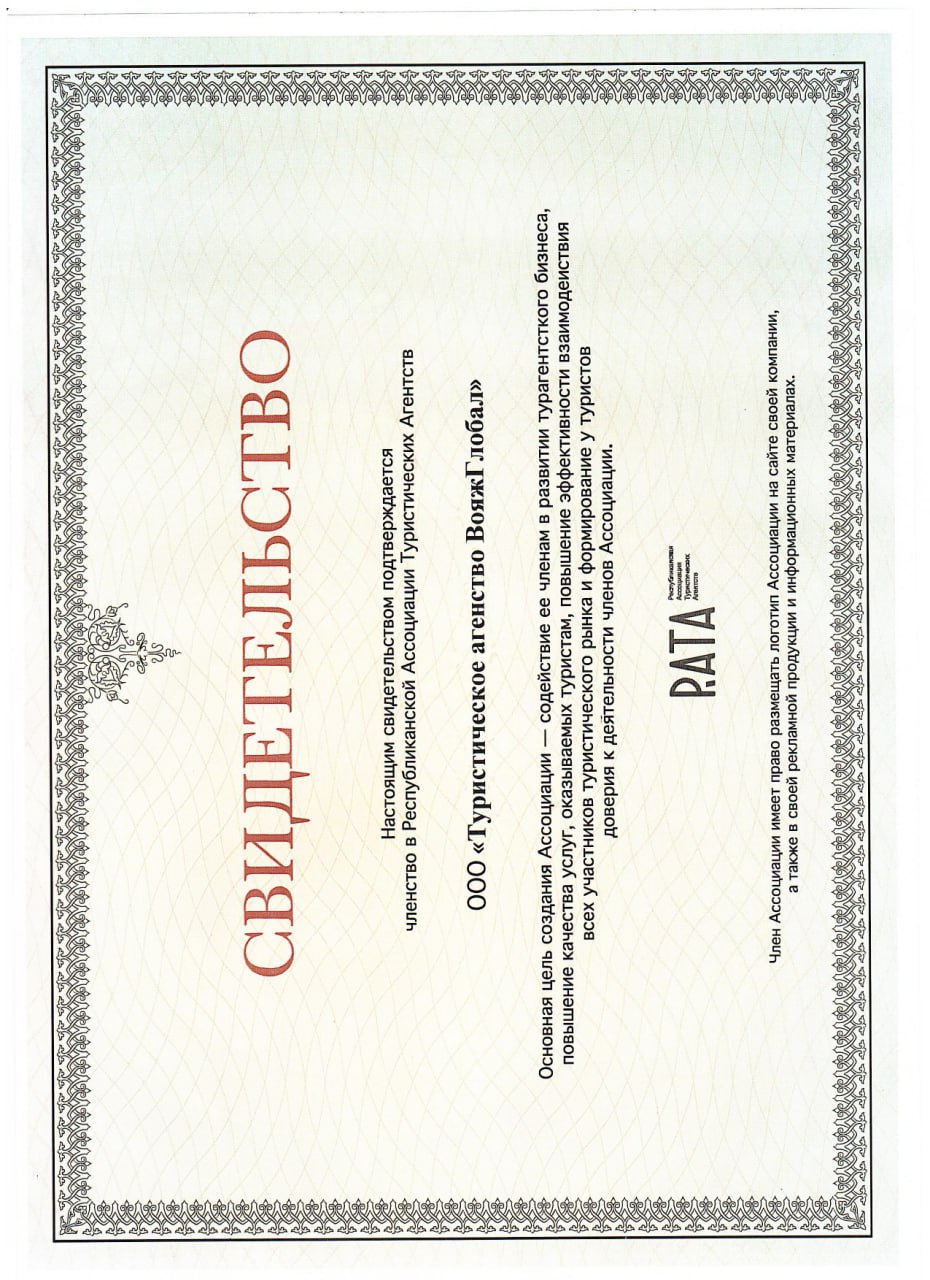 СВИДЕТЕЛЬСТВО
Настоящим свидетельством подтверждается
членство в Республиканской Ассоциации Туристических Агентств
ООО «Туристическое агенство ВояжГлобал»
Основная цель создания Ассоциации — содействие ее членам в развитии турагентсткого бизнеса,
повышение качества услуг, оказываемых туристам, повышение эффективности взаимодеиствия
всех участников туристического рынка и формирование у туристов
доверия к деятельности членов Ассоциации.
RATA
Республиканская
Ассоциация
Туристических
Агентств
Член Ассоциации имеет право размещать логотип Ассоциации на сайте своей компании,
а также в своей рекламной продукции и информационных материалах.